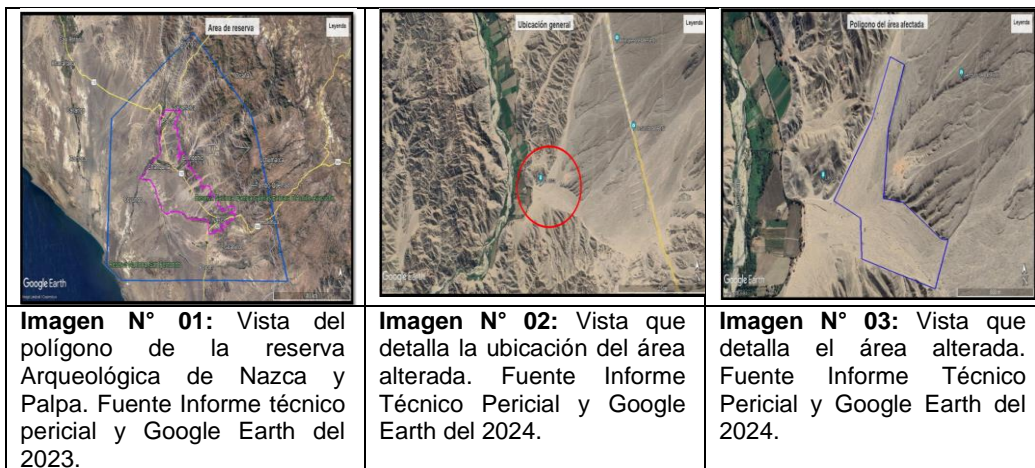 Area de reserva
Leyenda
Google Earth
Ubicación general
Leyenda
Google Earth
Polígono del área afectada
Leyenda
Google Earth
Imagen N° 01: Vista del
polígono de la reserva
Arqueológica de Nazca y
Palpa. Fuente Informe técnico
pericial y Google Earth del
2023.
Imagen N° 02: Vista que
detalla la ubicación del área
alterada. Fuente Informe
Técnico Pericial y Google
Earth del 2024.
Imagen N° 03: Vista que
detalla el área alterada.
Fuente Informe Técnico
Pericial y Google Earth del
2024.